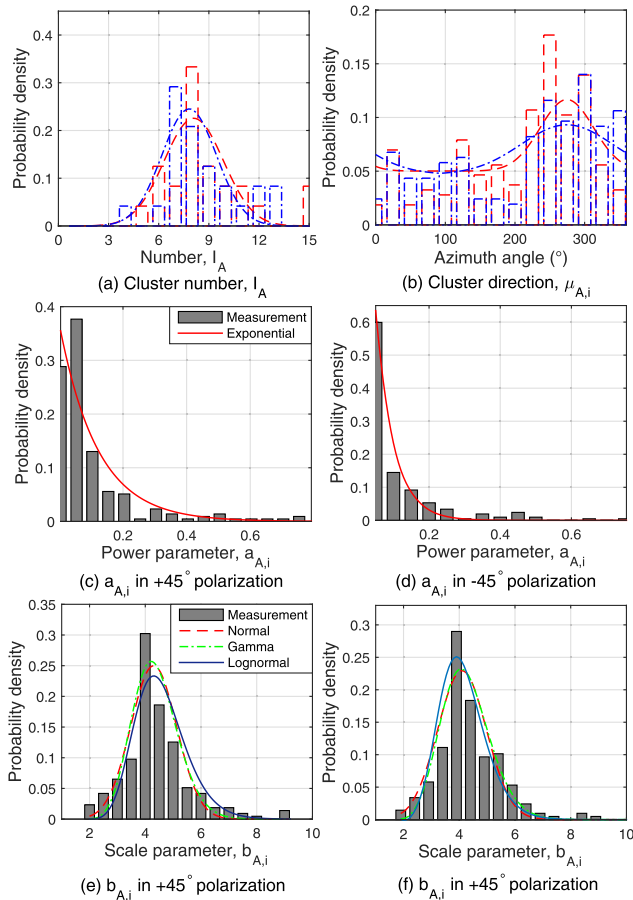 Probability density
0.4
0.3
0.2
0.1
0
0 3 6 9 12 15
Number, I_A
(a) Cluster number, I_A
Probability density
0.2
0.15
0.1
0.05
0
0 100 200 300
Azimuth angle (°)
(b) Cluster direction, μ_A,i
Probability density
0.4
0.3
0.2
0.1
0
0.2 0.4 0.6
Measurement
Exponential
Power parameter, a_A,i
(c) a_A,i in +45° polarization
Probability density
0.6
0.5
0.4
0.3
0.2
0.1
0
0.2 0.4 0.6
Power parameter, a_A,i
(d) a_A,i in -45° polarization
Probability density
0.35
0.3
0.25
0.2
0.15
0.1
0.05
0
2 4 6 8 10
Measurement
Normal
Gamma
Lognormal
Scale parameter, b_A,i
(e) b_A,i in +45° polarization
Probability density
0.3
0.25
0.2
0.15
0.1
0.05
0
2 4 6 8 10
Scale parameter, b_A,i
(f) b_A,i in +45° polarization